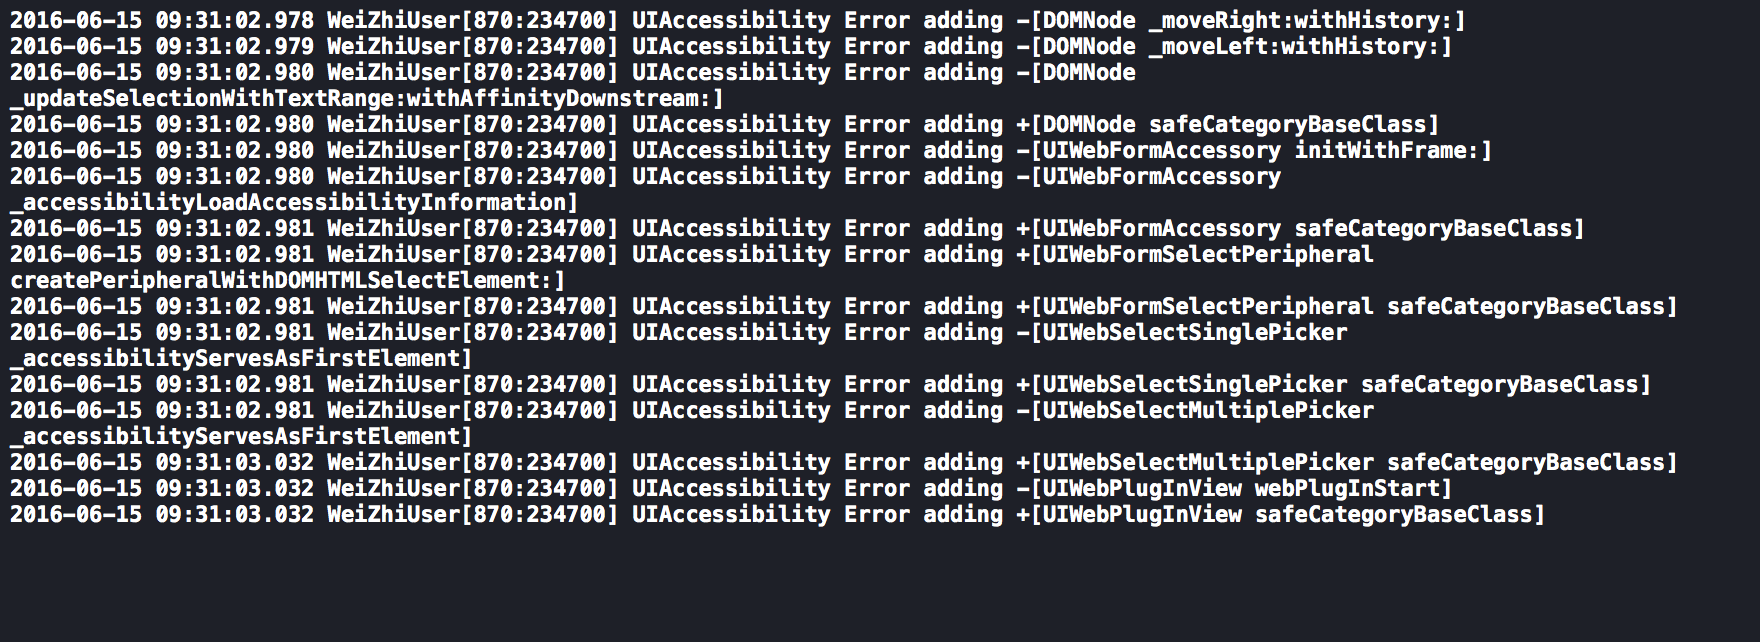 2016-06-15 09:31:02.978 WeiZhiUser[870:234700] UIAccessibility Error adding -[DOMNode _moveRight:withHistory:]
2016-06-15 09:31:02.979 WeiZhiUser[870:234700] UIAccessibility Error adding -[DOMNode _moveLeft:withHistory:]
2016-06-15 09:31:02.980 WeiZhiUser[870:234700] UIAccessibility Error adding -[DOMNode
_updateSelectionWithTextRange:withAffinityDownstream:]
2016-06-15 09:31:02.980 WeiZhiUser[870:234700] UIAccessibility Error adding +[DOMNode safeCategoryBaseClass]
2016-06-15 09:31:02.980 WeiZhiUser[870:234700] UIAccessibility Error adding -[UIWebFormAccessory initWithFrame:]
2016-06-15 09:31:02.980 WeiZhiUser[870:234700] UIAccessibility Error adding -[UIWebFormAccessory
_accessibilityLoadAccessibilityInformation]
2016-06-15 09:31:02.981 WeiZhiUser[870:234700] UIAccessibility Error adding +[UIWebFormAccessory safeCategoryBaseClass]
2016-06-15 09:31:02.981 WeiZhiUser[870:234700] UIAccessibility Error adding +[UIWebFormSelectPeripheral
createPeripheralWithDOMHTMLSelectElement:]
2016-06-15 09:31:02.981 WeiZhiUser[870:234700] UIAccessibility Error adding +[UIWebFormSelectPeripheral safeCategoryBaseClass]
2016-06-15 09:31:02.981 WeiZhiUser[870:234700] UIAccessibility Error adding -[UIWebSelectSinglePicker
_accessibilityServesAsFirstElement]
2016-06-15 09:31:02.981 WeiZhiUser[870:234700] UIAccessibility Error adding +[UIWebSelectSinglePicker safeCategoryBaseClass]
2016-06-15 09:31:02.981 WeiZhiUser[870:234700] UIAccessibility Error adding -[UIWebSelectMultiplePicker
_accessibilityServesAsFirstElement]
2016-06-15 09:31:03.032 WeiZhiUser[870:234700] UIAccessibility Error adding +[UIWebSelectMultiplePicker safeCategoryBaseClass]
2016-06-15 09:31:03.032 WeiZhiUser[870:234700] UIAccessibility Error adding -[UIWebPlugInView webPlugInStart]
2016-06-15 09:31:03.032 WeiZhiUser[870:234700] UIAccessibility Error adding +[UIWebPlugInView safeCategoryBaseClass]